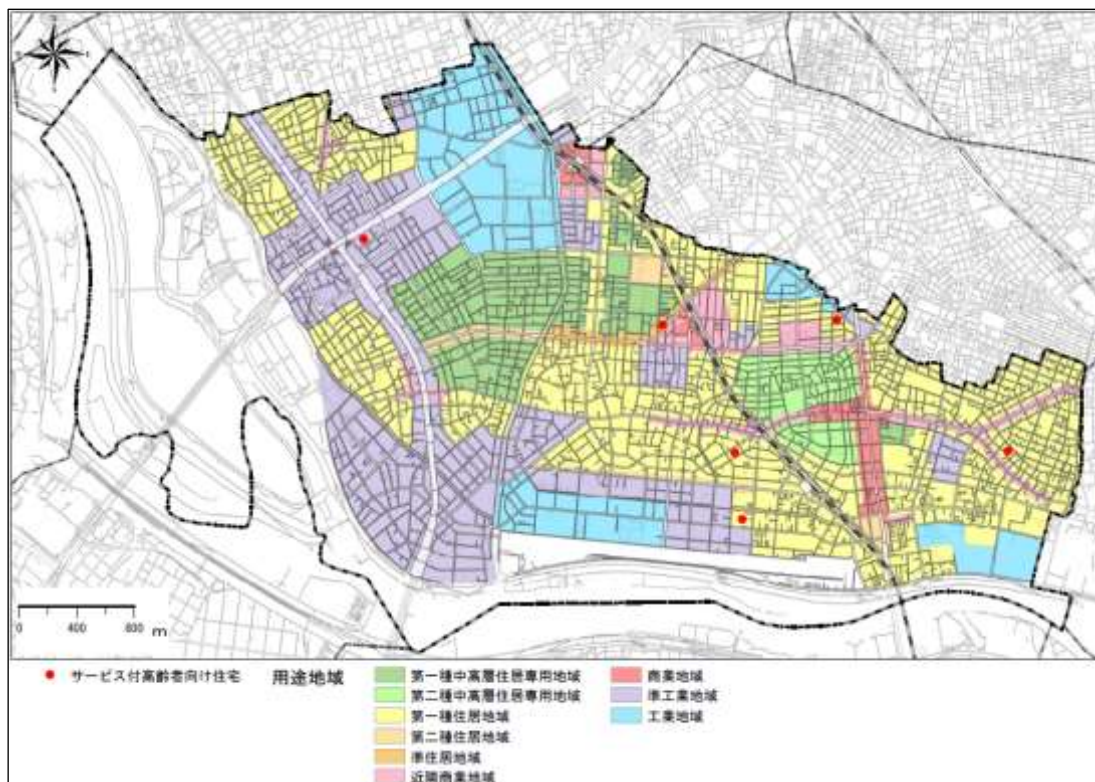 0 400 800 m
サービス付高齢者向け住宅
用途地域
第一種中高層住居専用地域
第二種中高層住居専用地域
第一種住居地域
第二種住居地域
準住居地域
近隣商業地域
商業地域
準工業地域
工業地域